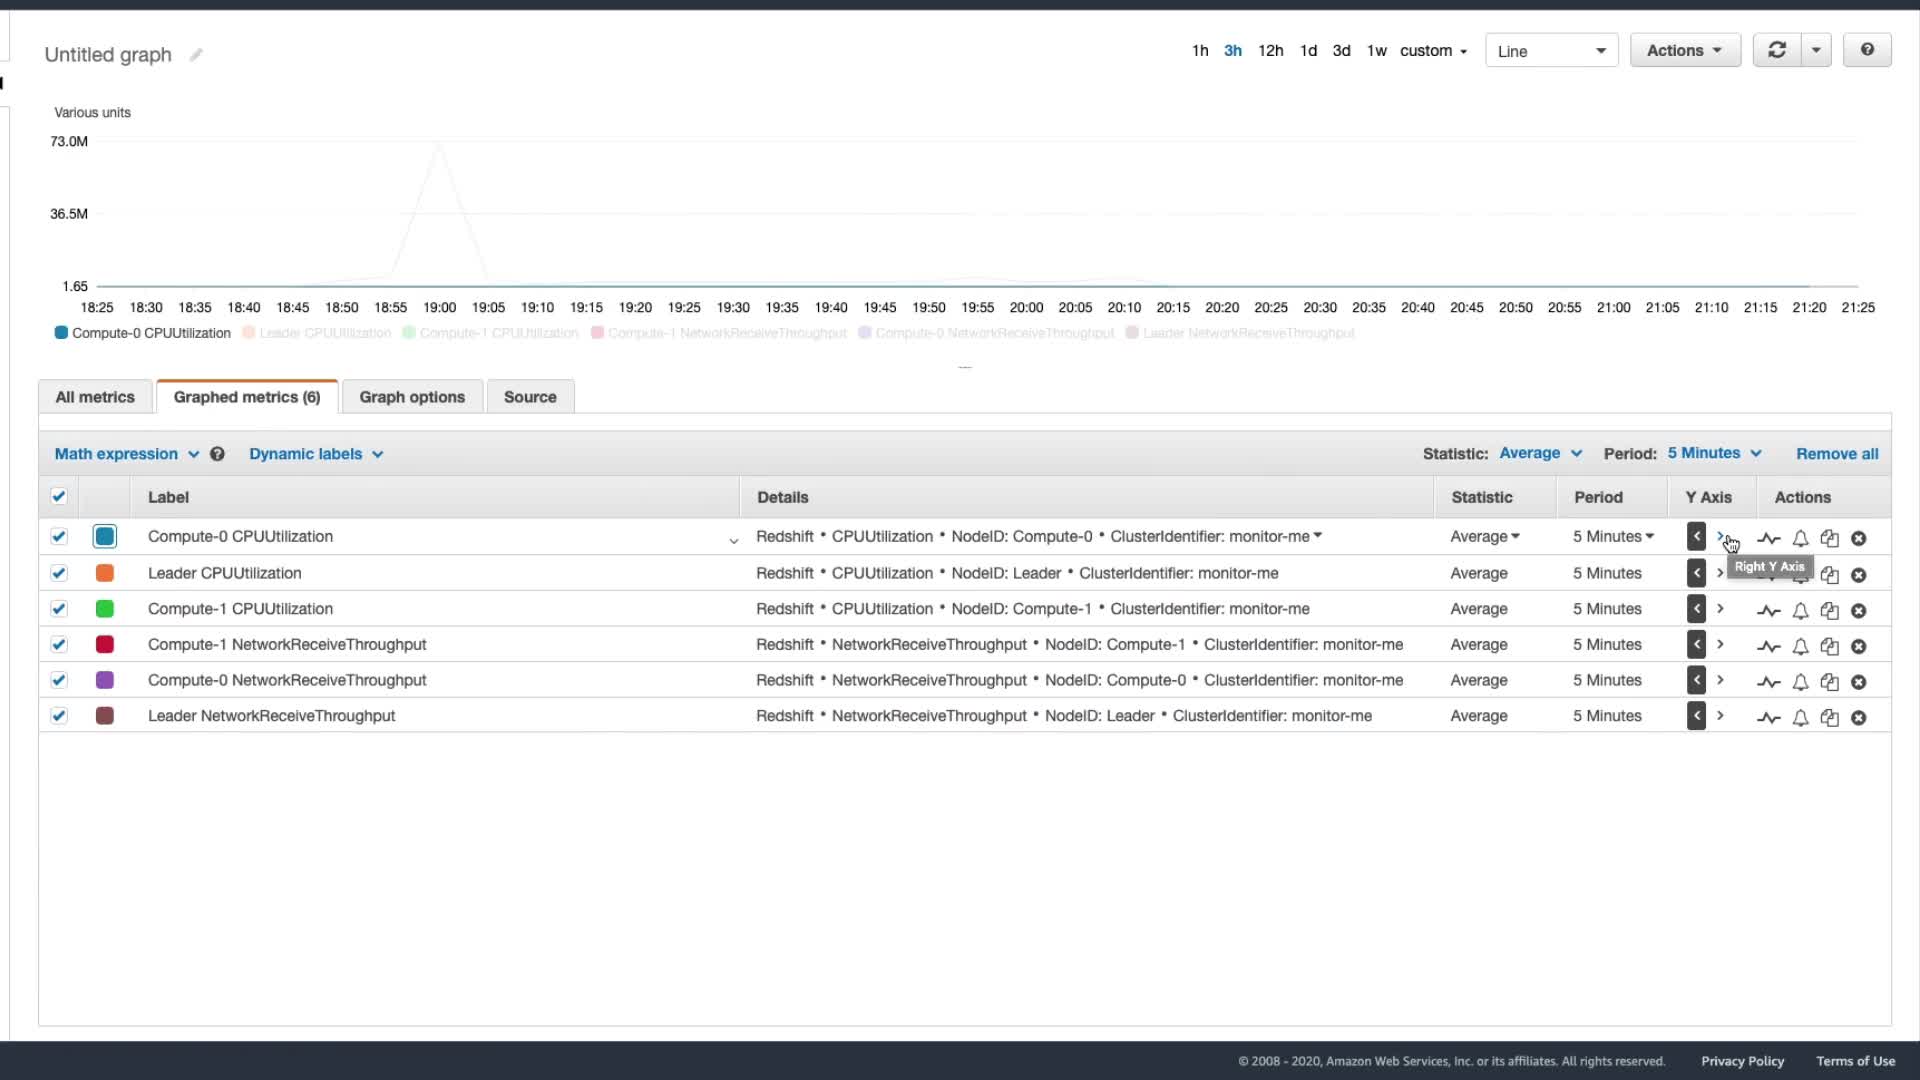 Untitled graph
1h 3h 12h 1d 3d 1w custom Line Actions
Various units
73.0M
36.5M
1.65
18:25 18:30 18:35 18:40 18:45 18:50 18:55 19:00 19:05 19:10 19:15 19:20 19:25 19:30 19:35 19:40 19:45 19:50 19:55 20:00 20:05 20:10 20:15 20:20 20:25 20:30 20:35 20:40 20:45 20:50 20:55 21:00 21:05 21:10 21:15 21:20 21:25
Compute-0 CPUUtilization Leader CPUUtilization Compute-1 CPUUtilization Compute-1 NetworkReceiveThroughput Compute-0 NetworkReceiveThroughput Leader NetworkReceiveThroughput
All metrics Graphed metrics (6) Graph options Source
Math expression Dynamic labels Statistic: Average Period: 5 Minutes Remove all
Label Details Statistic Period Y Axis Actions
Compute-0 CPUUtilization Redshift • CPUUtilization • NodeID: Compute-0 • ClusterIdentifier: monitor-me Average 5 Minutes
Right Y Axis
Leader CPUUtilization Redshift • CPUUtilization • NodeID: Leader • ClusterIdentifier: monitor-me Average 5 Minutes
Compute-1 CPUUtilization Redshift • CPUUtilization • NodeID: Compute-1 • ClusterIdentifier: monitor-me Average 5 Minutes
Compute-1 NetworkReceiveThroughput Redshift • NetworkReceiveThroughput • NodeID: Compute-1 • ClusterIdentifier: monitor-me Average 5 Minutes
Compute-0 NetworkReceiveThroughput Redshift • NetworkReceiveThroughput • NodeID: Compute-0 • ClusterIdentifier: monitor-me Average 5 Minutes
Leader NetworkReceiveThroughput Redshift • NetworkReceiveThroughput • NodeID: Leader • ClusterIdentifier: monitor-me Average 5 Minutes
© 2008 - 2020, Amazon Web Services, Inc. or its affiliates. All rights reserved. Privacy Policy Terms of Use